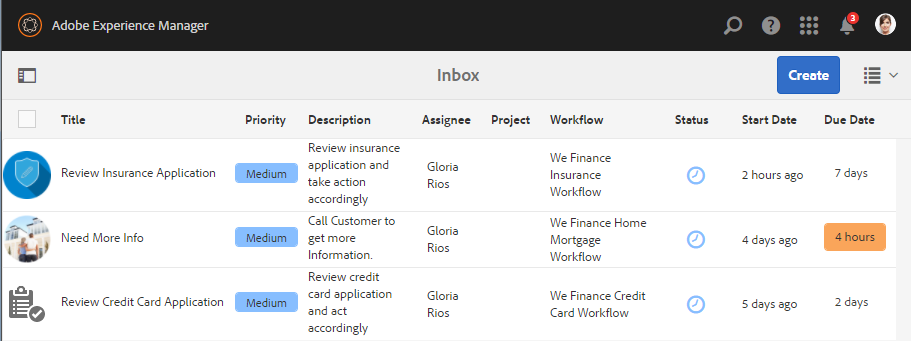 Adobe Experience Manager
3
Inbox
Create
Title Priority Description Assignee Project Workflow Status Start Date Due Date
Review Insurance Application
Medium
Review insurance
application and
take action
accordingly
Gloria
Rios
We Finance
Insurance
Workflow
2 hours ago
7 days
Need More Info
Medium
Call Customer to
get more
Information.
Gloria
Rios
We Finance Home
Mortgage
Workflow
4 days ago
4 hours
Review Credit Card Application
Medium
Review credit
card application
and act
accordingly
Gloria
Rios
We Finance Credit
Card Workflow
5 days ago
2 days